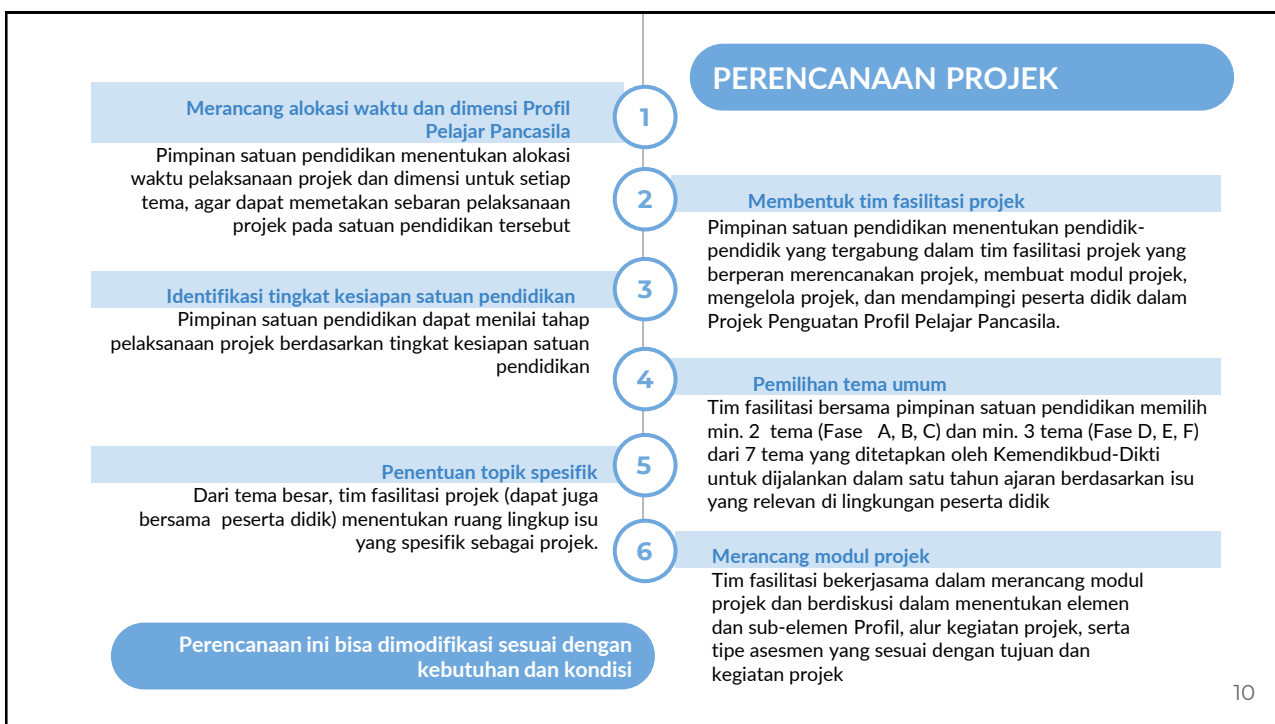 PERENCANAAN PROJEK
1
Merancang alokasi waktu dan dimensi Profil
Pelajar Pancasila
Pimpinan satuan pendidikan menentukan alokasi
waktu pelaksanaan projek dan dimensi untuk setiap
tema, agar dapat memetakan sebaran pelaksanaan
projek pada satuan pendidikan tersebut
2
Membentuk tim fasilitasi projek
Pimpinan satuan pendidikan menentukan pendidik-
pendidik yang tergabung dalam tim fasilitasi projek yang
berperan merencanakan projek, membuat modul projek,
mengelola projek, dan mendampingi peserta didik dalam
Projek Penguatan Profil Pelajar Pancasila.
3
Identifikasi tingkat kesiapan satuan pendidikan
Pimpinan satuan pendidikan dapat menilai tahap
pelaksanaan projek berdasarkan tingkat kesiapan satuan
pendidikan
4
Pemilihan tema umum
Tim fasilitasi bersama pimpinan satuan pendidikan memilih
min. 2 tema (Fase A, B, C) dan min. 3 tema (Fase D, E, F)
dari 7 tema yang ditetapkan oleh Kemendikbud-Dikti
untuk dijalankan dalam satu tahun ajaran berdasarkan isu
yang relevan di lingkungan peserta didik
5
Penentuan topik spesifik
Dari tema besar, tim fasilitasi projek (dapat juga
bersama peserta didik) menentukan ruang lingkup isu
yang spesifik sebagai projek.
6
Merancang modul projek
Tim fasilitasi bekerjasama dalam merancang modul
projek dan berdiskusi dalam menentukan elemen
dan sub-elemen Profil, alur kegiatan projek, serta
tipe asesmen yang sesuai dengan tujuan dan
kegiatan projek
Perencanaan ini bisa dimodifikasi sesuai dengan
kebutuhan dan kondisi
10